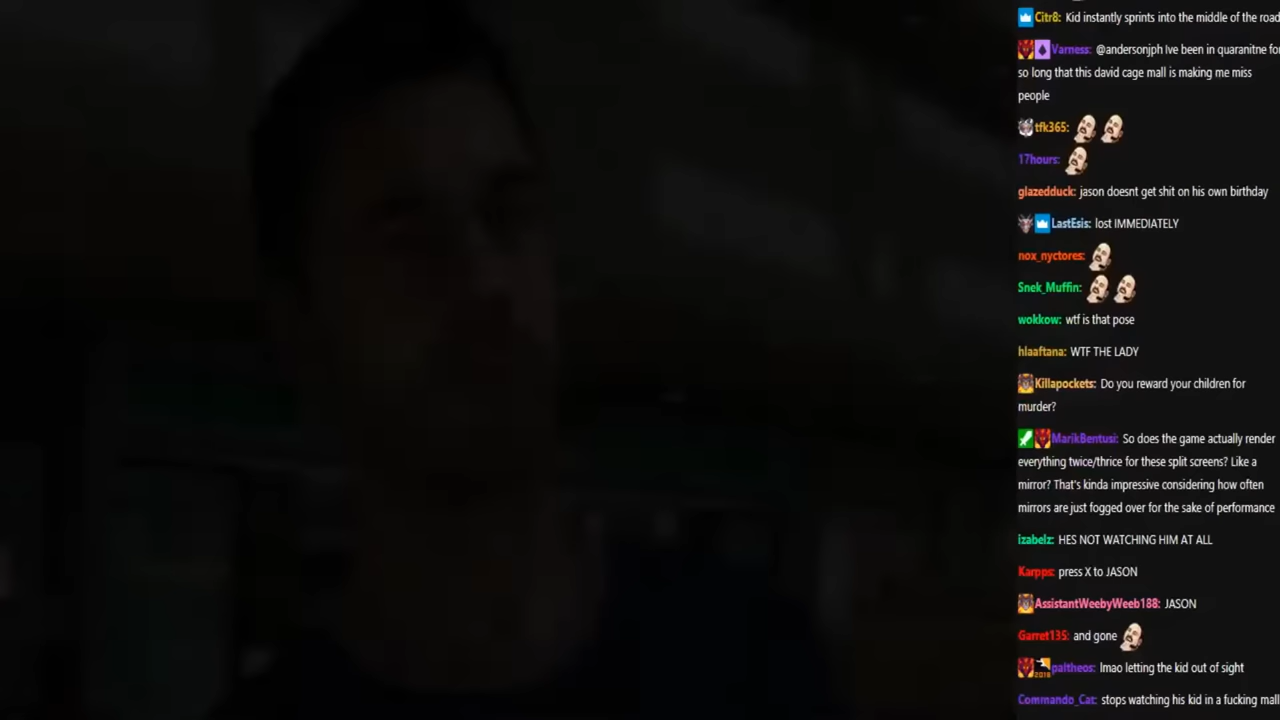 Citr8: Kid instantly sprints into the middle of the road
Varness: @andersonjph Ive been in quaranitne for
so long that this david cage mall is making me miss
people
tfk365:
17hours:
glazedduck: jason doesnt get shit on his own birthday
LastEsis: lost IMMEDIATELY
nox_nyctores:
Snek_Muffin:
wokkow: wtf is that pose
hlaaftana: WTF THE LADY
Killapockets: Do you reward your children for
murder?
MarikBentusi: So does the game actually render
everything twice/thrice for these split screens? Like a
mirror? That's kinda impressive considering how often
mirrors are just fogged over for the sake of performance
izabelz: HES NOT WATCHING HIM AT ALL
Karpps: press X to JASON
AssistantWeebyWeeb188: JASON
Garret135: and gone
paltheos: lmao letting the kid out of sight
Commando_Cat: stops watching his kid in a fucking mall